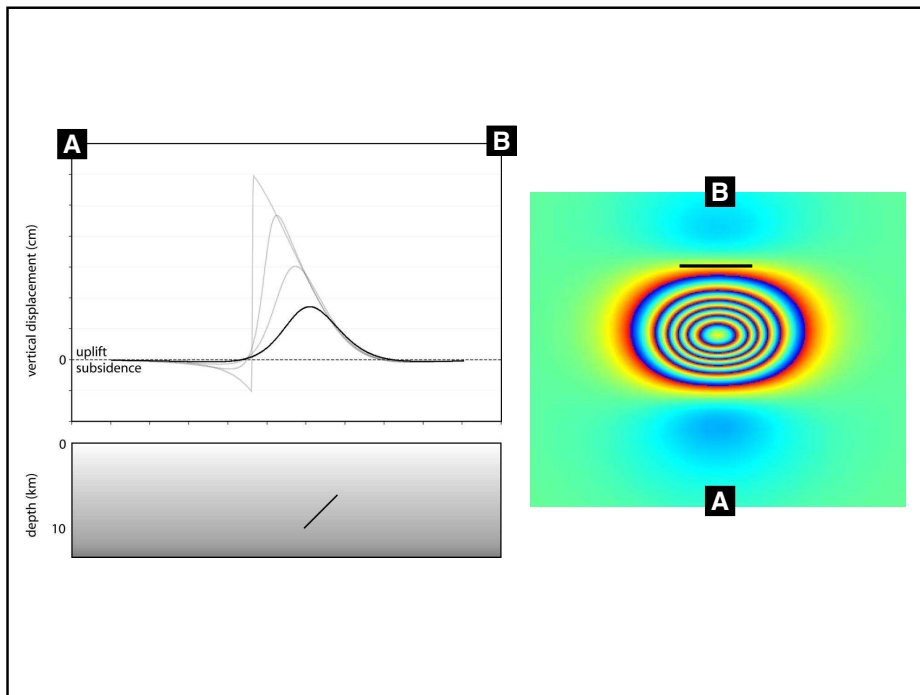 A
B
vertical displacement (cm)
0
uplift
subsidence
0
depth (km)
10
B
A